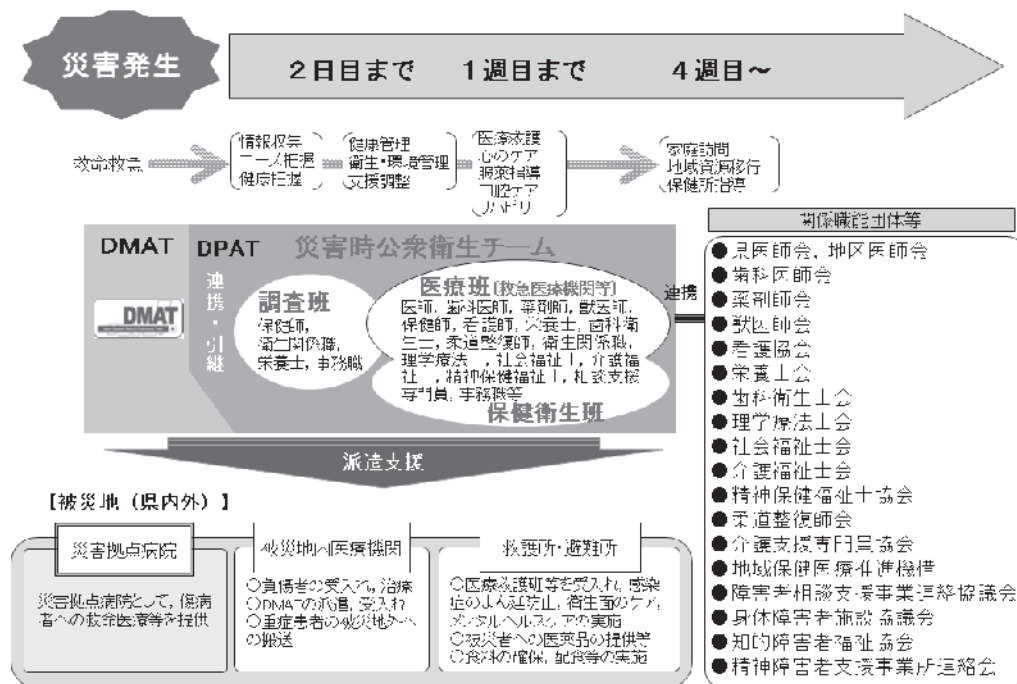 災害発生
2日目まで 1週目まで 4週目～
救命救急
情報収集
ニーズ把握
健康把握
健康管理
衛生・環境管理
支援調整
医療救護
心のケア
服薬指導
口腔ケア
リハビリ
家庭訪問
地域資源移行
保健所指導
関係職能団体等
DMAT DPAT 災害時公衆衛生チーム
DMAT
連携・引継
調査班
保健師,
衛生関係職,
栄養士, 事務職
医療班(救急医療機関等)
医師, 歯科医師, 薬剤師, 獣医師,
保健師, 看護師, 栄養士, 歯科衛
生士, 柔道整復師, 衛生関係職,
理学療法士, 社会福祉士, 介護福
祉士, 精神保健福祉士, 相談支援
専門員, 事務職等
保健衛生班
連携
●県医師会, 地区医師会
●歯科医師会
●薬剤師会
●獣医師会
●看護協会
●栄養士会
●歯科衛生士会
●理学療法士会
●社会福祉士会
●介護福祉士会
●精神保健福祉士協会
●柔道整復師会
●介護支援専門員協会
●地域保健医療推進機構
●障害者相談支援事業連絡協議会
●身体障害者施設協議会
●知的障害者福祉協会
●精神障害者支援事業所連絡会
派遣支援
【被災地（県内外）】
災害拠点病院
災害拠点病院として, 傷病
者への救命医療等を提供
被災地内医療機関
○負傷者の受入れ, 治療
○DMATの派遣, 受入れ
○重症患者の被災地外へ
の搬送
救護所・避難所
○医療救護班等を受入れ, 感染
症のまん延防止, 衛生面のケア,
メンタルヘルスケアの実施
○被災者への医薬品の提供等
○食料の確保, 配食等の実施